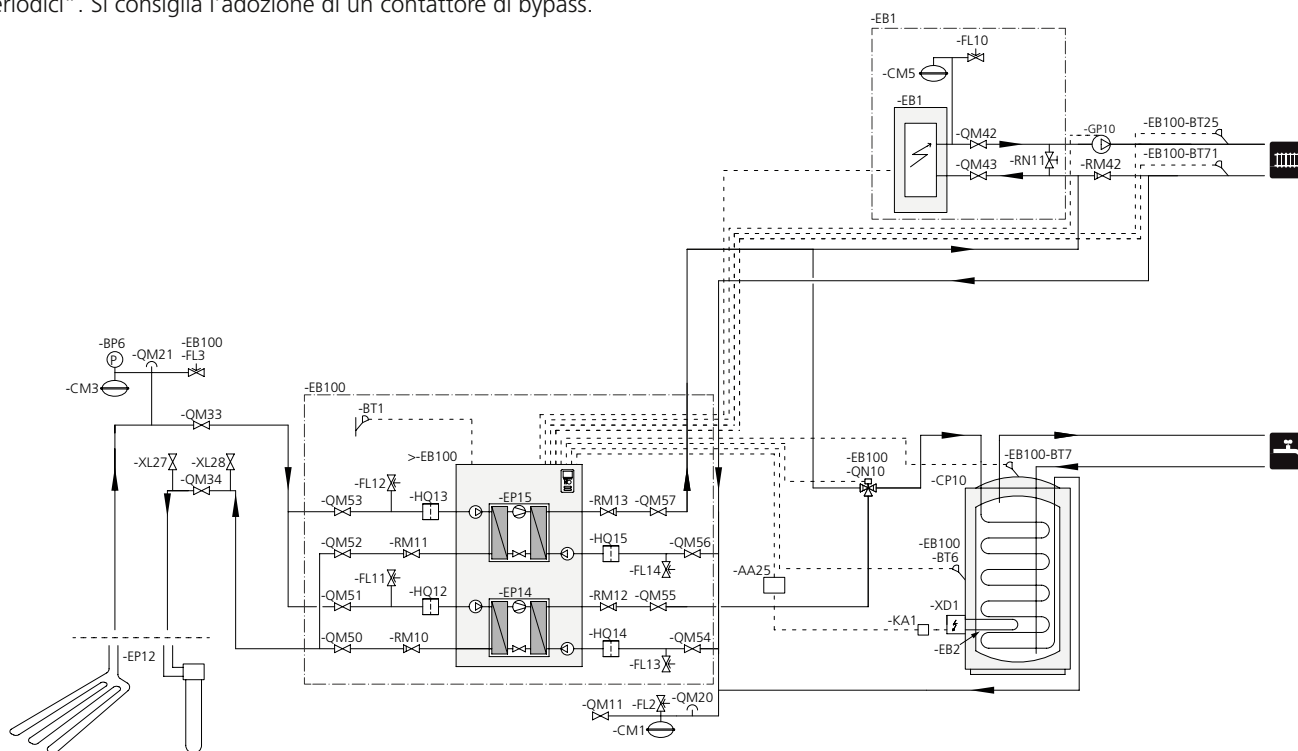 eriodici". Si consiglia l'adozione di un contattore di bypass.
-EB1
-FL10
-CM5
-EB1
-QM42
-GP10
-EB100-BT25
-QM43
-RN11
-RM42
-EB100-BT71
-BP6
P
-QM21
-EB100
-FL3
-CM3
-QM33
-XL27
-XL28
-QM34
-EB100
-BT1
>-EB100
-QM53
-FL12
-HQ13
-EP15
-RM13
-QM57
-QM52
-RM11
-HQ15
-QM56
-FL14
-QM51
-FL11
-HQ12
-EP14
-RM12
-QM55
-QM50
-RM10
-HQ14
-QM54
-FL13
-EB100
-QN10
-EB100-BT7
-CP10
-EB100
-BT6
-AA25
-XD1
-KA1
-EB2
-EP12
-QM11
-FL2
-QM20
-CM1